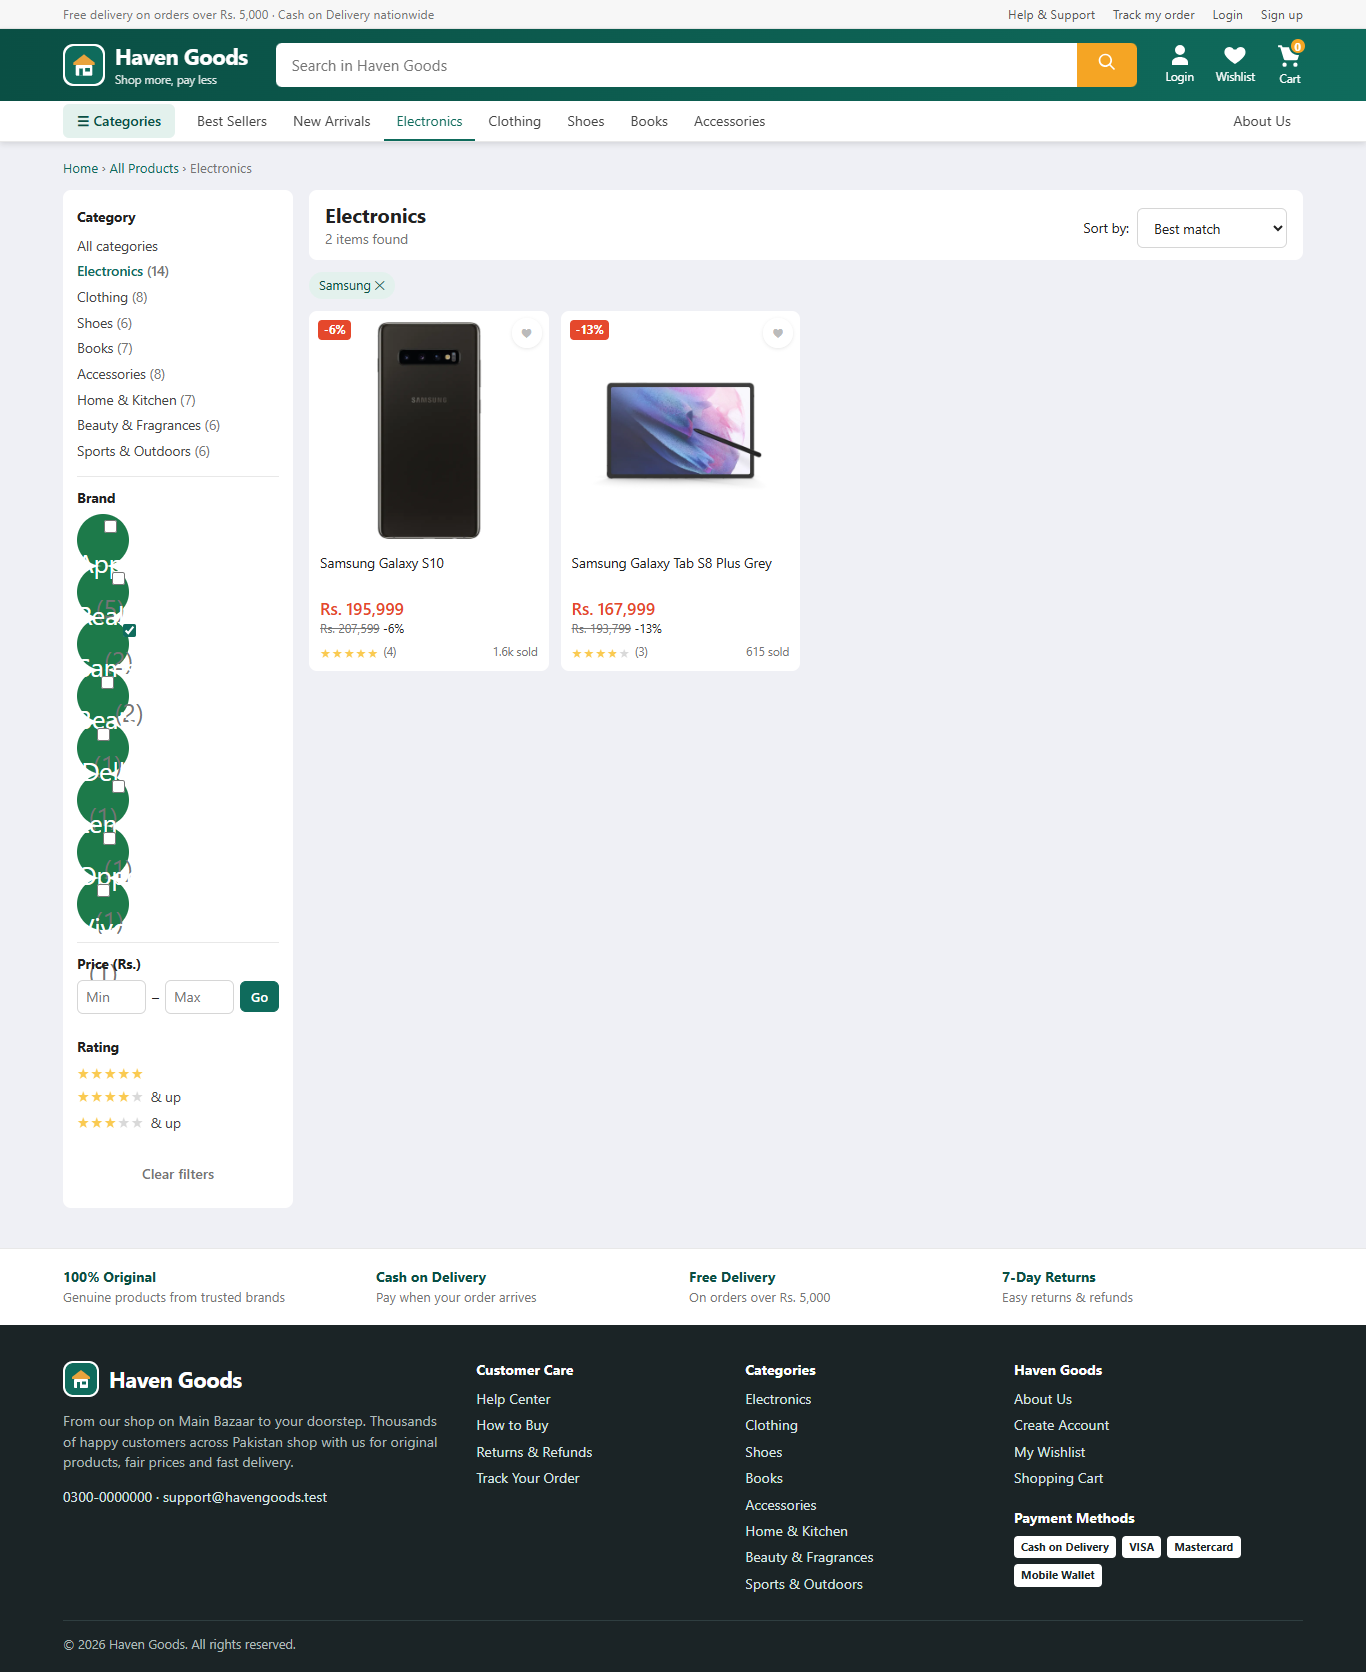 Free delivery on orders over Rs. 5,000 · Cash on Delivery nationwide
Help & Support
Track my order
Login
Sign up
Haven Goods
Shop more, pay less
Search in Haven Goods
Login
Wishlist
0
Cart
☰ Categories
Best Sellers
New Arrivals
Electronics
Clothing
Shoes
Books
Accessories
About Us
Home › All Products › Electronics
Category
All categories
Electronics (14)
Clothing (8)
Shoes (6)
Books (7)
Accessories (8)
Home & Kitchen (7)
Beauty & Fragrances (6)
Sports & Outdoors (6)
Brand
(2)
Dell
(1)
(1)
(1)
(1)
Price (Rs.)
Min
–
Max
Go
Rating
★★★★★
★★★★★ & up
★★★★★ & up
Clear filters
Electronics
2 items found
Sort by:
Best match
Samsung ✕
-6%
SAMSUNG
Samsung Galaxy S10
Rs. 195,999
Rs. 207,599 -6%
★★★★★ (4)
1.6k sold
-13%
Samsung Galaxy Tab S8 Plus Grey
Rs. 167,999
Rs. 193,799 -13%
★★★★★ (3)
615 sold
100% Original
Genuine products from trusted brands
Cash on Delivery
Pay when your order arrives
Free Delivery
On orders over Rs. 5,000
7-Day Returns
Easy returns & refunds
Haven Goods
From our shop on Main Bazaar to your doorstep. Thousands
of happy customers across Pakistan shop with us for original
products, fair prices and fast delivery.
0300-0000000 · support@havengoods.test
Customer Care
Help Center
How to Buy
Returns & Refunds
Track Your Order
Categories
Electronics
Clothing
Shoes
Books
Accessories
Home & Kitchen
Beauty & Fragrances
Sports & Outdoors
Haven Goods
About Us
Create Account
My Wishlist
Shopping Cart
Payment Methods
Cash on Delivery
VISA
Mastercard
Mobile Wallet
© 2026 Haven Goods. All rights reserved.